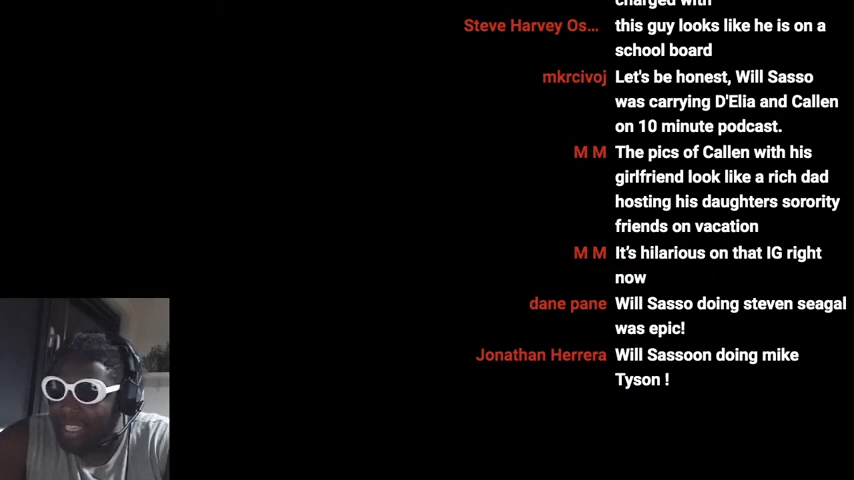 charged with
Steve Harvey Os... this guy looks like he is on a
school board
mkrcivoj Let's be honest, Will Sasso
was carrying D'Elia and Callen
on 10 minute podcast.
M M The pics of Callen with his
girlfriend look like a rich dad
hosting his daughters sorority
friends on vacation
M M It’s hilarious on that IG right
now
dane pane Will Sasso doing steven seagal
was epic!
Jonathan Herrera Will Sassoon doing mike
Tyson !